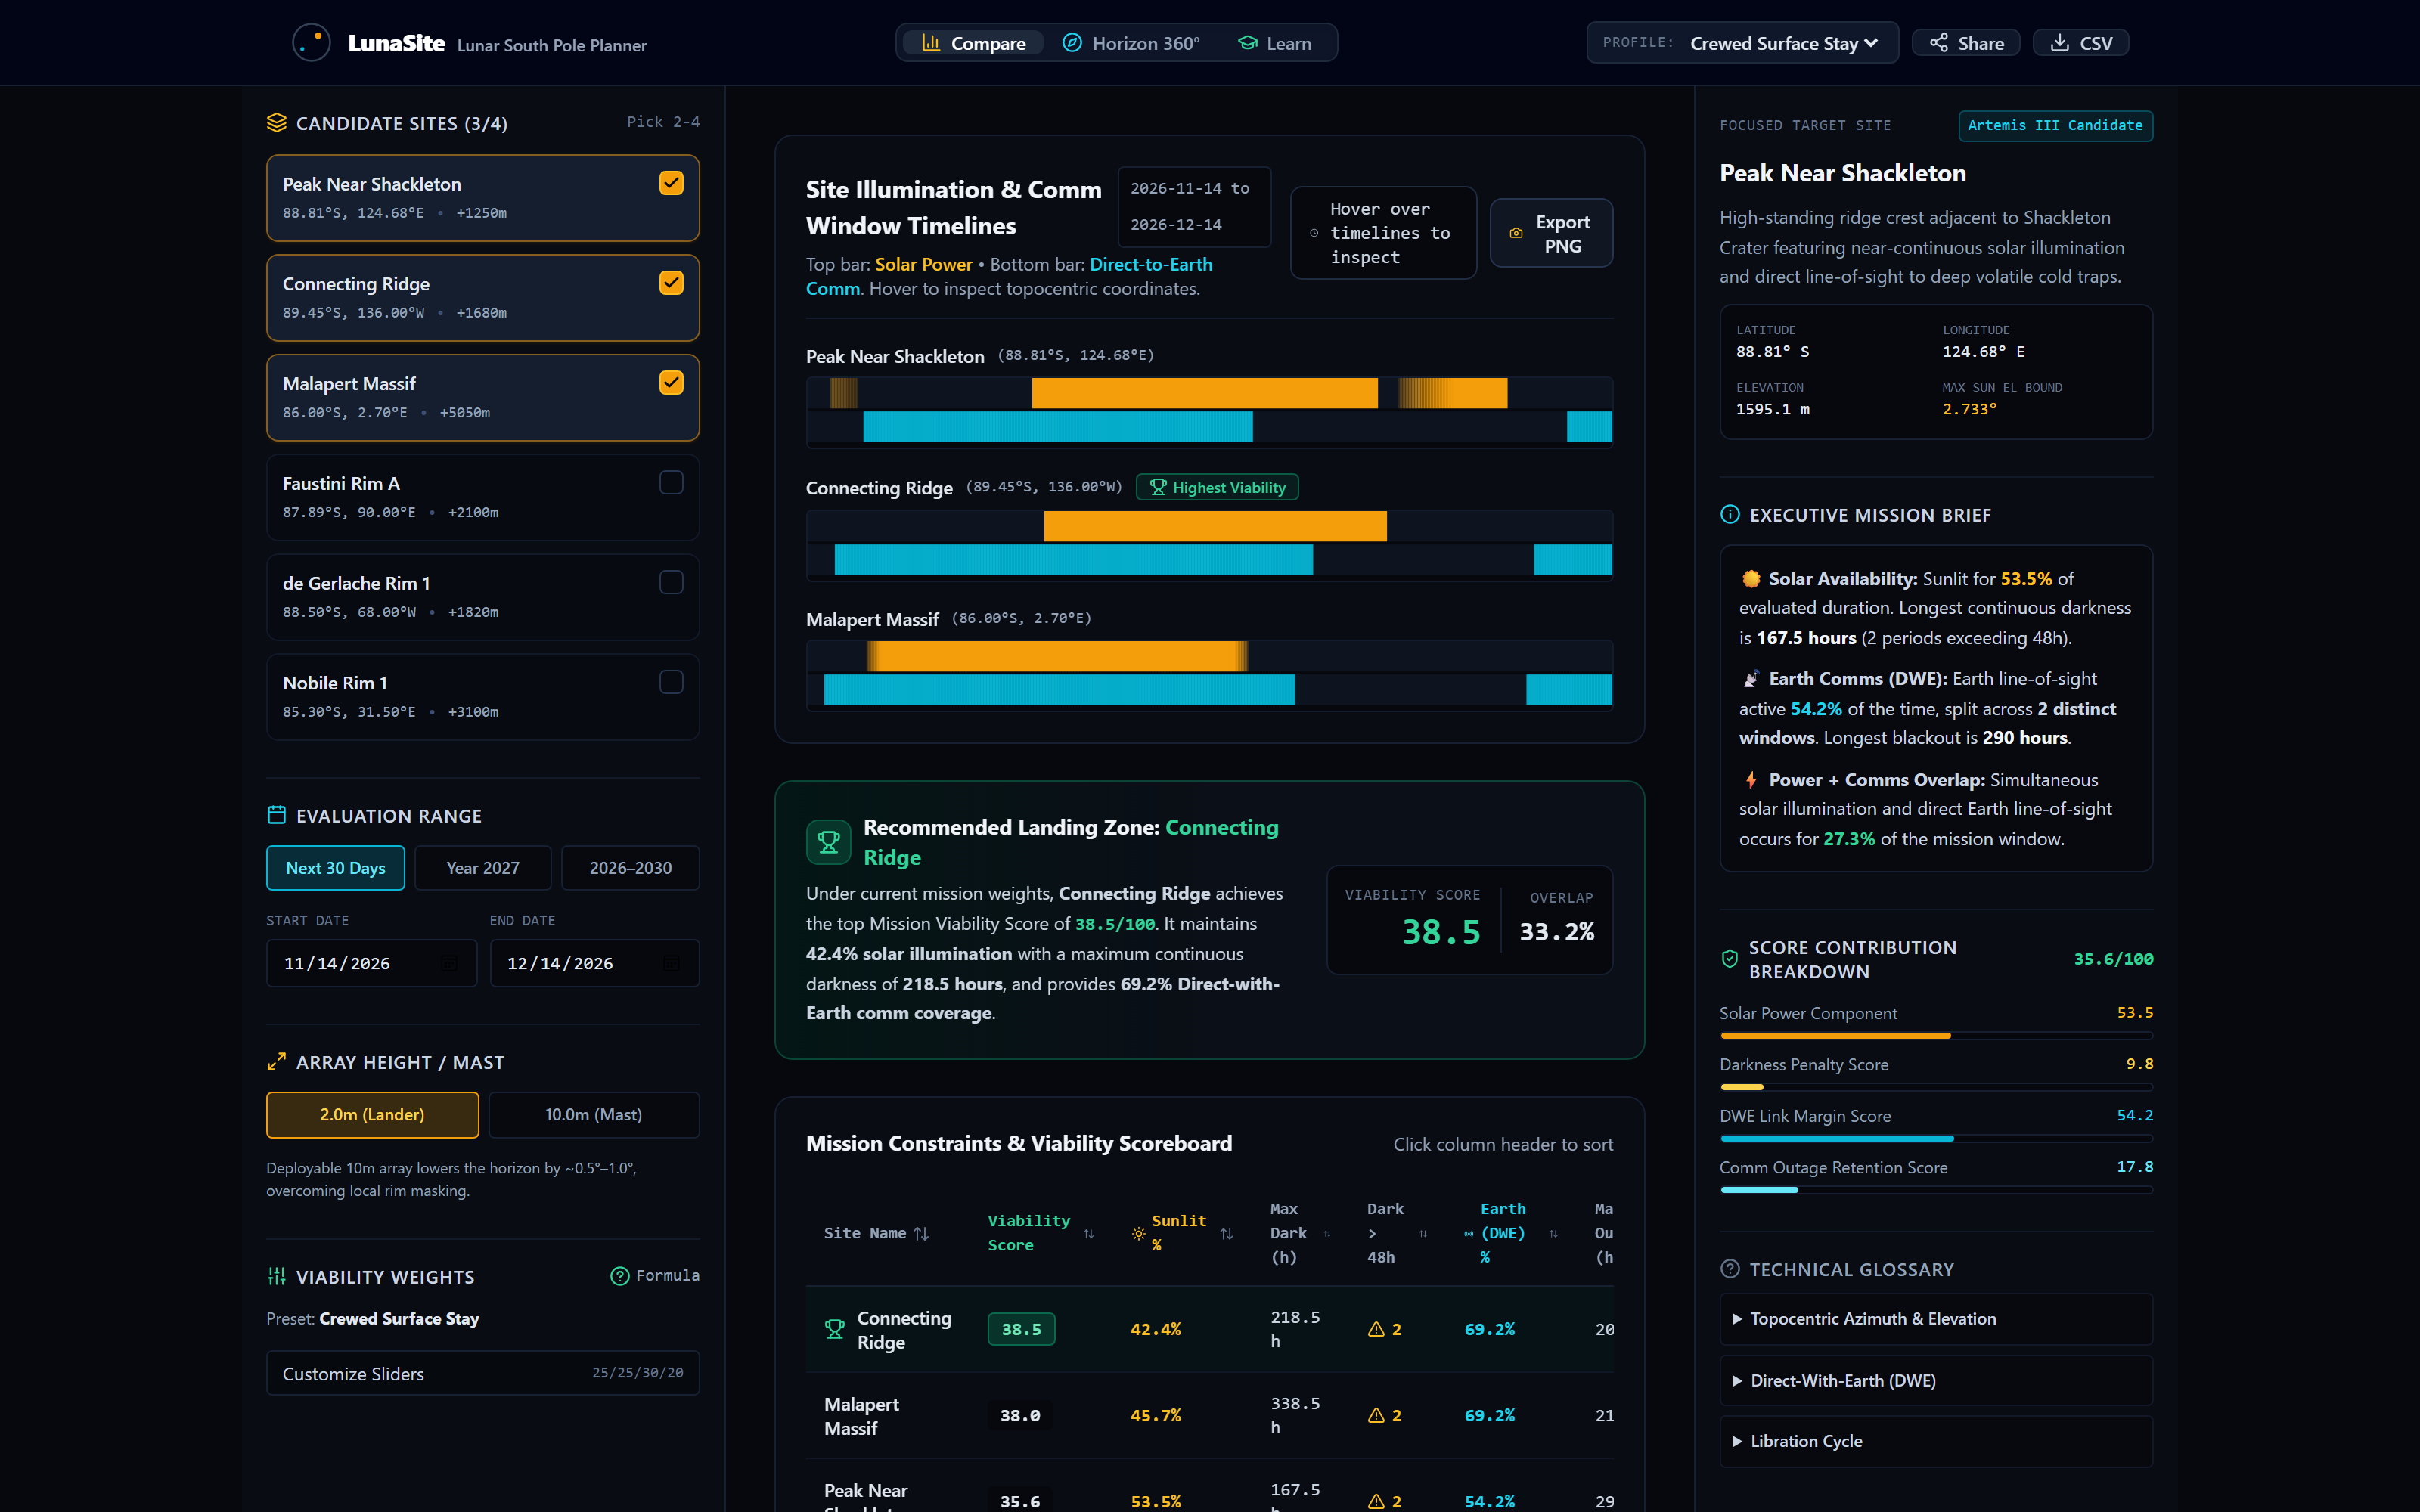 LunaSite Lunar South Pole Planner
Compare
Horizon 360°
Learn
PROFILE: Crewed Surface Stay
Share
CSV
CANDIDATE SITES (3/4)
Pick 2-4
Peak Near Shackleton
88.81°S, 124.68°E • +1250m
Connecting Ridge
89.45°S, 136.00°W • +1680m
Malapert Massif
86.00°S, 2.70°E • +5050m
Faustini Rim A
87.89°S, 90.00°E • +2100m
de Gerlache Rim 1
88.50°S, 68.00°W • +1820m
Nobile Rim 1
85.30°S, 31.50°E • +3100m
EVALUATION RANGE
Next 30 Days
Year 2027
2026–2030
START DATE
END DATE
11/14/2026
12/14/2026
ARRAY HEIGHT / MAST
2.0m (Lander)
10.0m (Mast)
Deployable 10m array lowers the horizon by ~0.5°–1.0°,
overcoming local rim masking.
VIABILITY WEIGHTS
Formula
Preset: Crewed Surface Stay
Customize Sliders
25/25/30/20
Site Illumination & Comm
Window Timelines
2026-11-14 to
2026-12-14
Top bar: Solar Power • Bottom bar: Direct-to-Earth
Comm. Hover to inspect topocentric coordinates.
Hover over
timelines to
inspect
Export
PNG
Peak Near Shackleton (88.81°S, 124.68°E)
Connecting Ridge (89.45°S, 136.00°W)
Highest Viability
Malapert Massif (86.00°S, 2.70°E)
Recommended Landing Zone: Connecting
Ridge
Under current mission weights, Connecting Ridge achieves
the top Mission Viability Score of 38.5/100. It maintains
42.4% solar illumination with a maximum continuous
darkness of 218.5 hours, and provides 69.2% Direct-with-
Earth comm coverage.
VIABILITY SCORE
38.5
OVERLAP
33.2%
Mission Constraints & Viability Scoreboard
Click column header to sort
Site Name
Viability
Score
Sunlit
%
Max
Dark
(h)
Dark
>
48h
Earth
(DWE)
%
Ma
Ou
(h
Connecting
Ridge
38.5
42.4%
218.5
h
2
69.2%
20
Malapert
Massif
38.0
45.7%
338.5
h
2
69.2%
21
Peak Near
35.6
53.5%
167.5
2
54.2%
29
FOCUSED TARGET SITE
Artemis III Candidate
Peak Near Shackleton
High-standing ridge crest adjacent to Shackleton
Crater featuring near-continuous solar illumination
and direct line-of-sight to deep volatile cold traps.
LATITUDE
88.81° S
LONGITUDE
124.68° E
ELEVATION
1595.1 m
MAX SUN EL BOUND
2.733°
EXECUTIVE MISSION BRIEF
Solar Availability: Sunlit for 53.5% of
evaluated duration. Longest continuous darkness
is 167.5 hours (2 periods exceeding 48h).
Earth Comms (DWE): Earth line-of-sight
active 54.2% of the time, split across 2 distinct
windows. Longest blackout is 290 hours.
Power + Comms Overlap: Simultaneous
solar illumination and direct Earth line-of-sight
occurs for 27.3% of the mission window.
SCORE CONTRIBUTION
BREAKDOWN
35.6/100
Solar Power Component
53.5
Darkness Penalty Score
9.8
DWE Link Margin Score
54.2
Comm Outage Retention Score
17.8
TECHNICAL GLOSSARY
Topocentric Azimuth & Elevation
Direct-With-Earth (DWE)
Libration Cycle